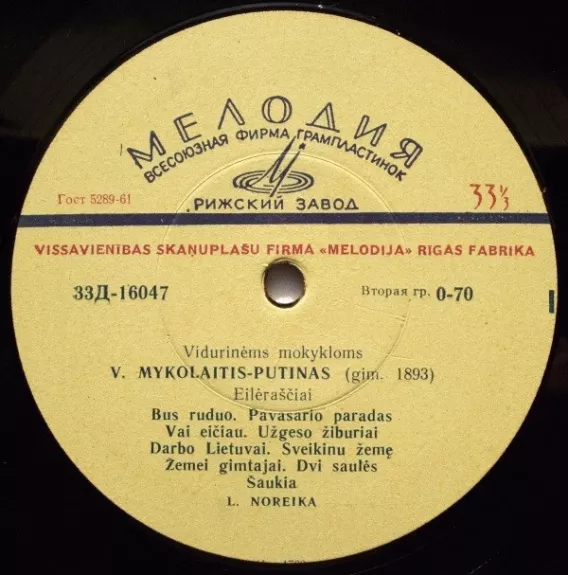 МЕЛОДИЯ
ВСЕСОЮЗНАЯ ФИРМА ГРАМПЛАСТИНОК
Гост 5289-61
РИЖСКИЙ ЗАВОД
33⅓
VISSAVIENĪBAS SKAŅUPLAŠU FIRMA «MELODIJA» RIGAS FABRIKA
33Д-16047
Вторая гр. 0-70
Vidurinėms mokykloms
V. MYKOLAITIS-PUTINAS (gim. 1893)
Eilėraščiai
Bus ruduo. Pavasario paradas
Vai eičiau. Užgeso žiburiai
Darbo Lietuvai. Sveikinu žemę
Žemei gimtajai. Dvi saulės
Šaukia
L. NOREIKA